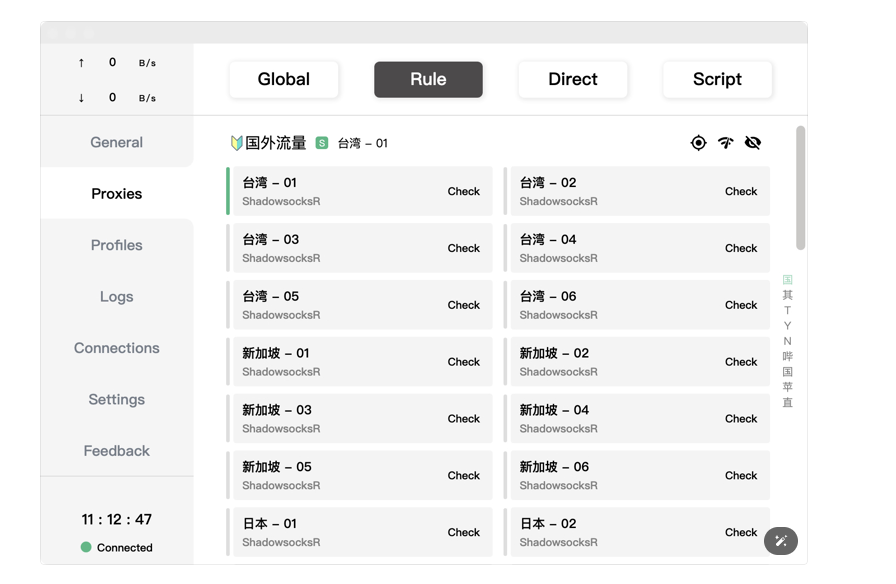 ↑ 0 B/s
↓ 0 B/s
General
Proxies
Profiles
Logs
Connections
Settings
Feedback
11 : 12 : 47
Connected
Global Rule Direct Script
国外流量 S 台湾 – 01
台湾 – 01
ShadowsocksR
Check
台湾 – 02
ShadowsocksR
Check
台湾 – 03
ShadowsocksR
Check
台湾 – 04
ShadowsocksR
Check
台湾 – 05
ShadowsocksR
Check
台湾 – 06
ShadowsocksR
Check
新加坡 – 01
ShadowsocksR
Check
新加坡 – 02
ShadowsocksR
Check
新加坡 – 03
ShadowsocksR
Check
新加坡 – 04
ShadowsocksR
Check
新加坡 – 05
ShadowsocksR
Check
新加坡 – 06
ShadowsocksR
Check
日本 – 01
ShadowsocksR
Check
日本 – 02
ShadowsocksR
Check
国
其
T
Y
N
哔
国
苹
直